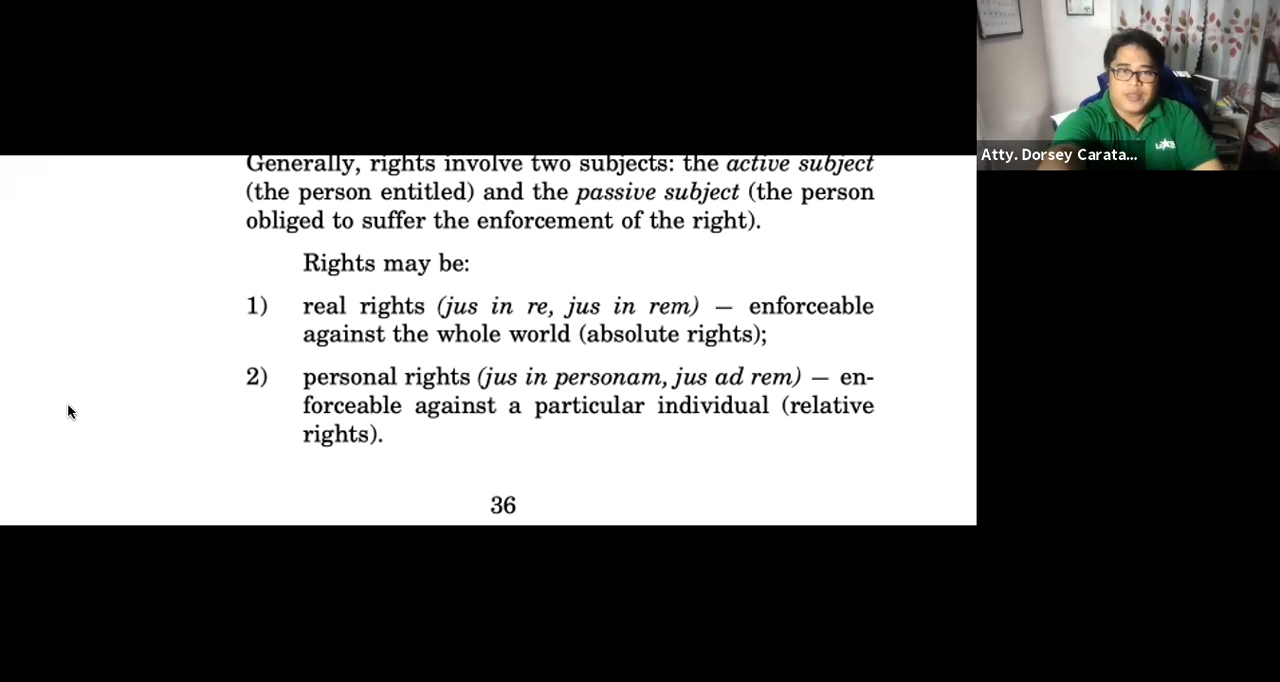 Generally, rights involve two subjects: the active subject
(the person entitled) and the passive subject (the person
obliged to suffer the enforcement of the right).
Rights may be:
1) real rights (jus in re, jus in rem) — enforceable
against the whole world (absolute rights);
2) personal rights (jus in personam, jus ad rem) — en-
forceable against a particular individual (relative
rights).
36
Atty. Dorsey Carata...